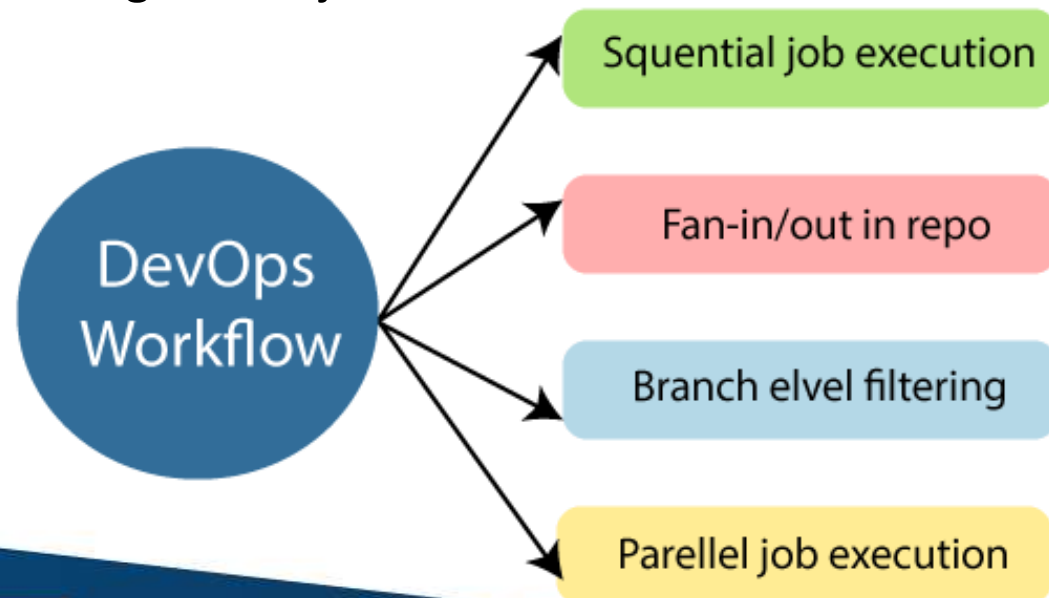 DevOps
Workflow
Squential job execution
Fan-in/out in repo
Branch elvel filtering
Parellel job execution